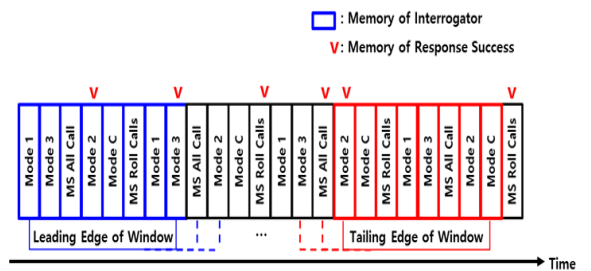 : Memory of Interrogator
V: Memory of Response Success
V V V V V V
Mode 1
Mode 3
MS All Call
Mode 2
Mode C
MS Roll Calls
Mode 1
Mode 3
MS All Call
Mode 2
Mode C
MS Roll Calls
Mode 1
Mode 3
MS All Call
Mode 2
Mode C
MS Roll Calls
Mode 1
Mode 3
MS All Call
Mode 2
Mode C
MS Roll Calls
Leading Edge of Window
...
Tailing Edge of Window
Time